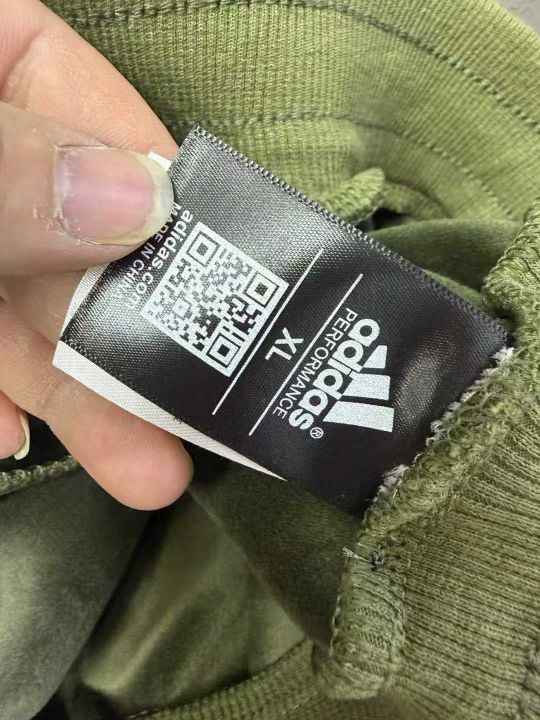 adidas®
PERFORMANCE
XL
adidas.com
MADE IN CHINA